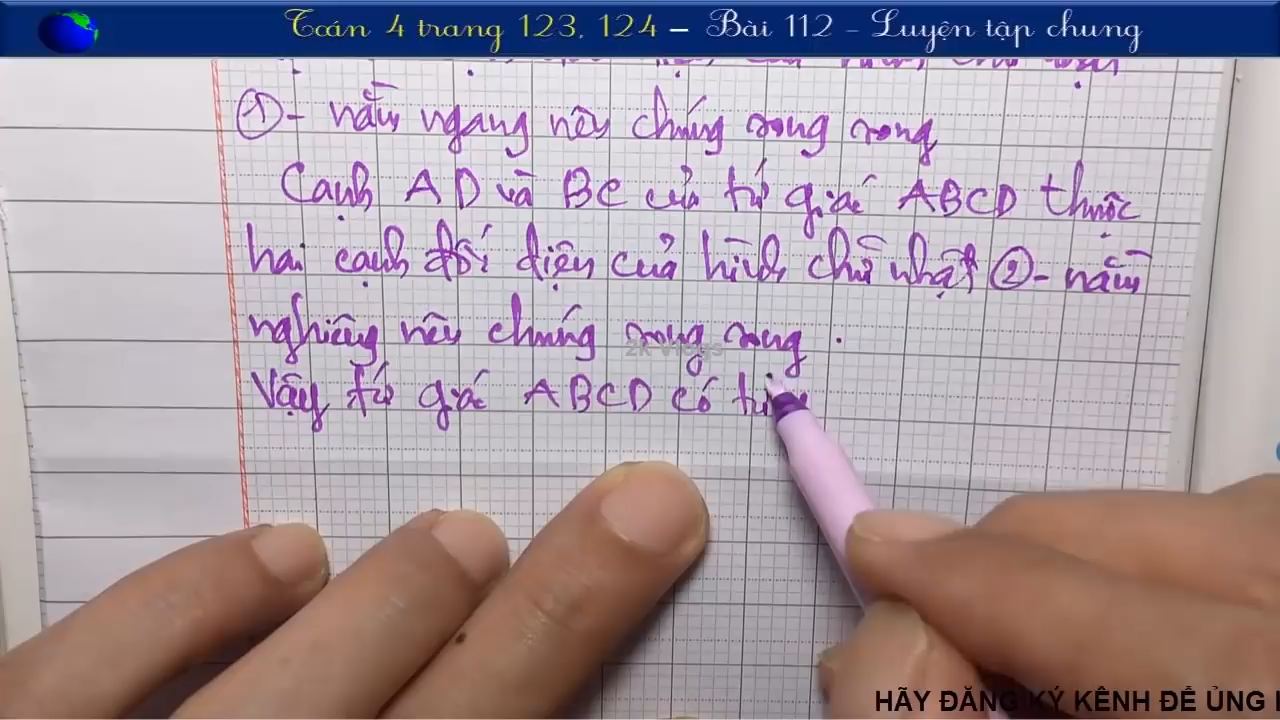 Toán 4 trang 123, 124 – Bài 112 – Luyện tập chung
①- nằm ngang nên chúng song song
Cạnh AD và BC của tứ giác ABCD thuộc
hai cạnh đối diện của hình chữ nhật ②- nằm
nghiêng nên chúng song song.
Vậy tứ giác ABCD có từng
HÃY ĐĂNG KÝ KÊNH ĐỂ ỦNG